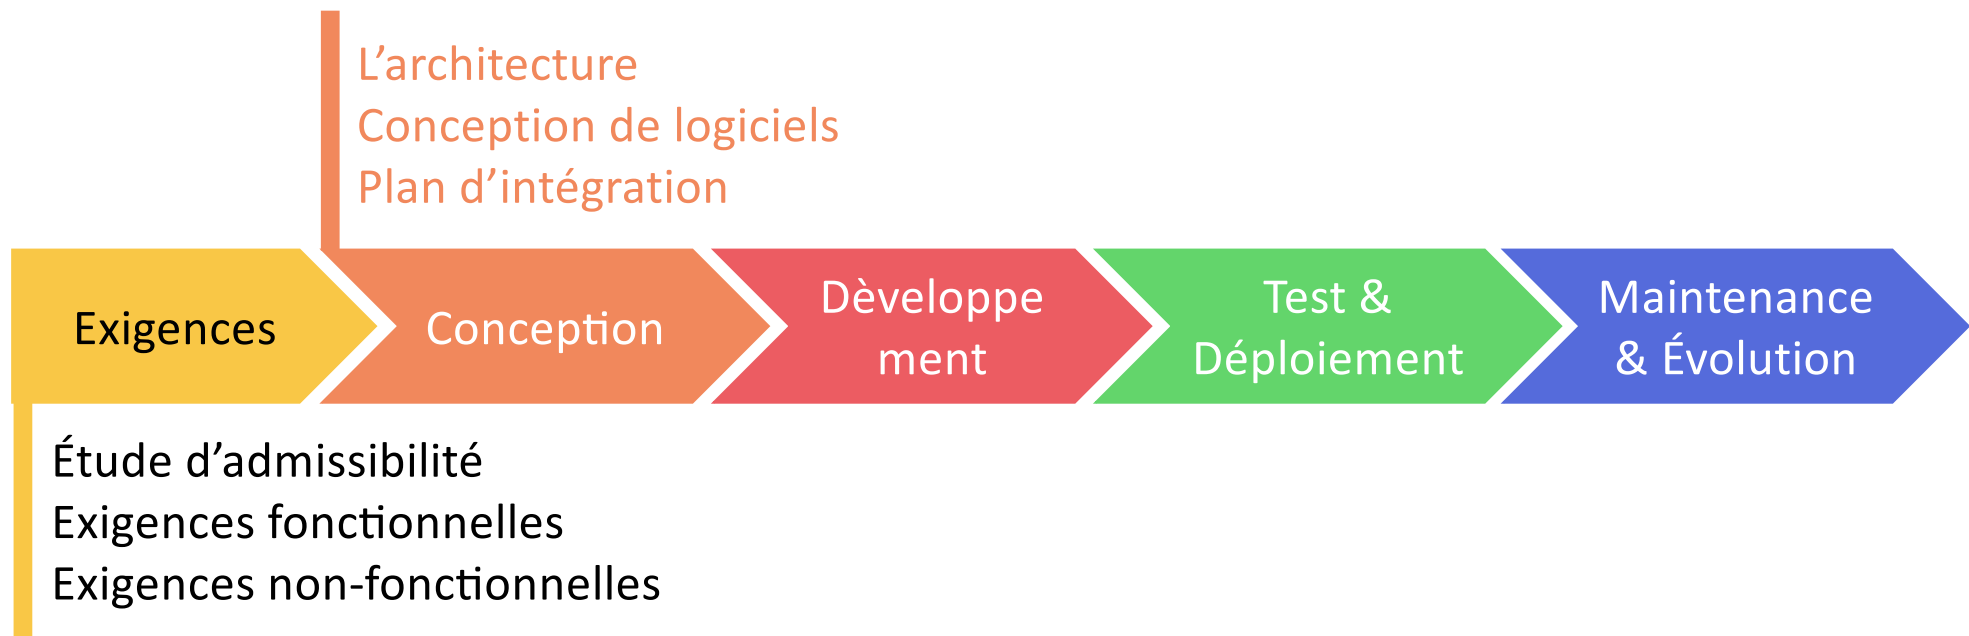 L’architecture
Conception de logiciels
Plan d’intégration
Exigences
Conception
Dèveloppe
ment
Test &
Déploiement
Maintenance
& Évolution
Étude d’admissibilité
Exigences fonctionnelles
Exigences non-fonctionnelles